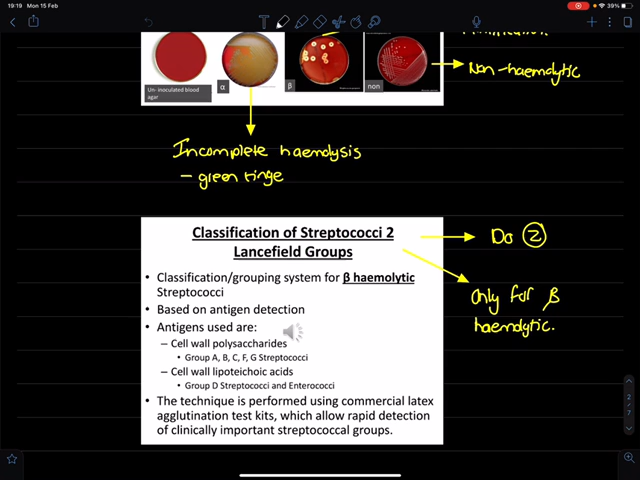 19:19 Mon 15 Feb
39%
Non-haemolytic
Un- inoculated blood
agar
α
β
non
Incomplete haemolysis
- green tinge
Classification of Streptococci 2
Lancefield Groups
Do ②
• Classification/grouping system for β haemolytic
Streptococci
Only for β
haemolytic.
• Based on antigen detection
• Antigens used are:
– Cell wall polysaccharides
• Group A, B, C, F, G Streptococci
– Cell wall lipoteichoic acids
• Group D Streptococci and Enterococci
• The technique is performed using commercial latex
agglutination test kits, which allow rapid detection
of clinically important streptococcal groups.
2
/
7